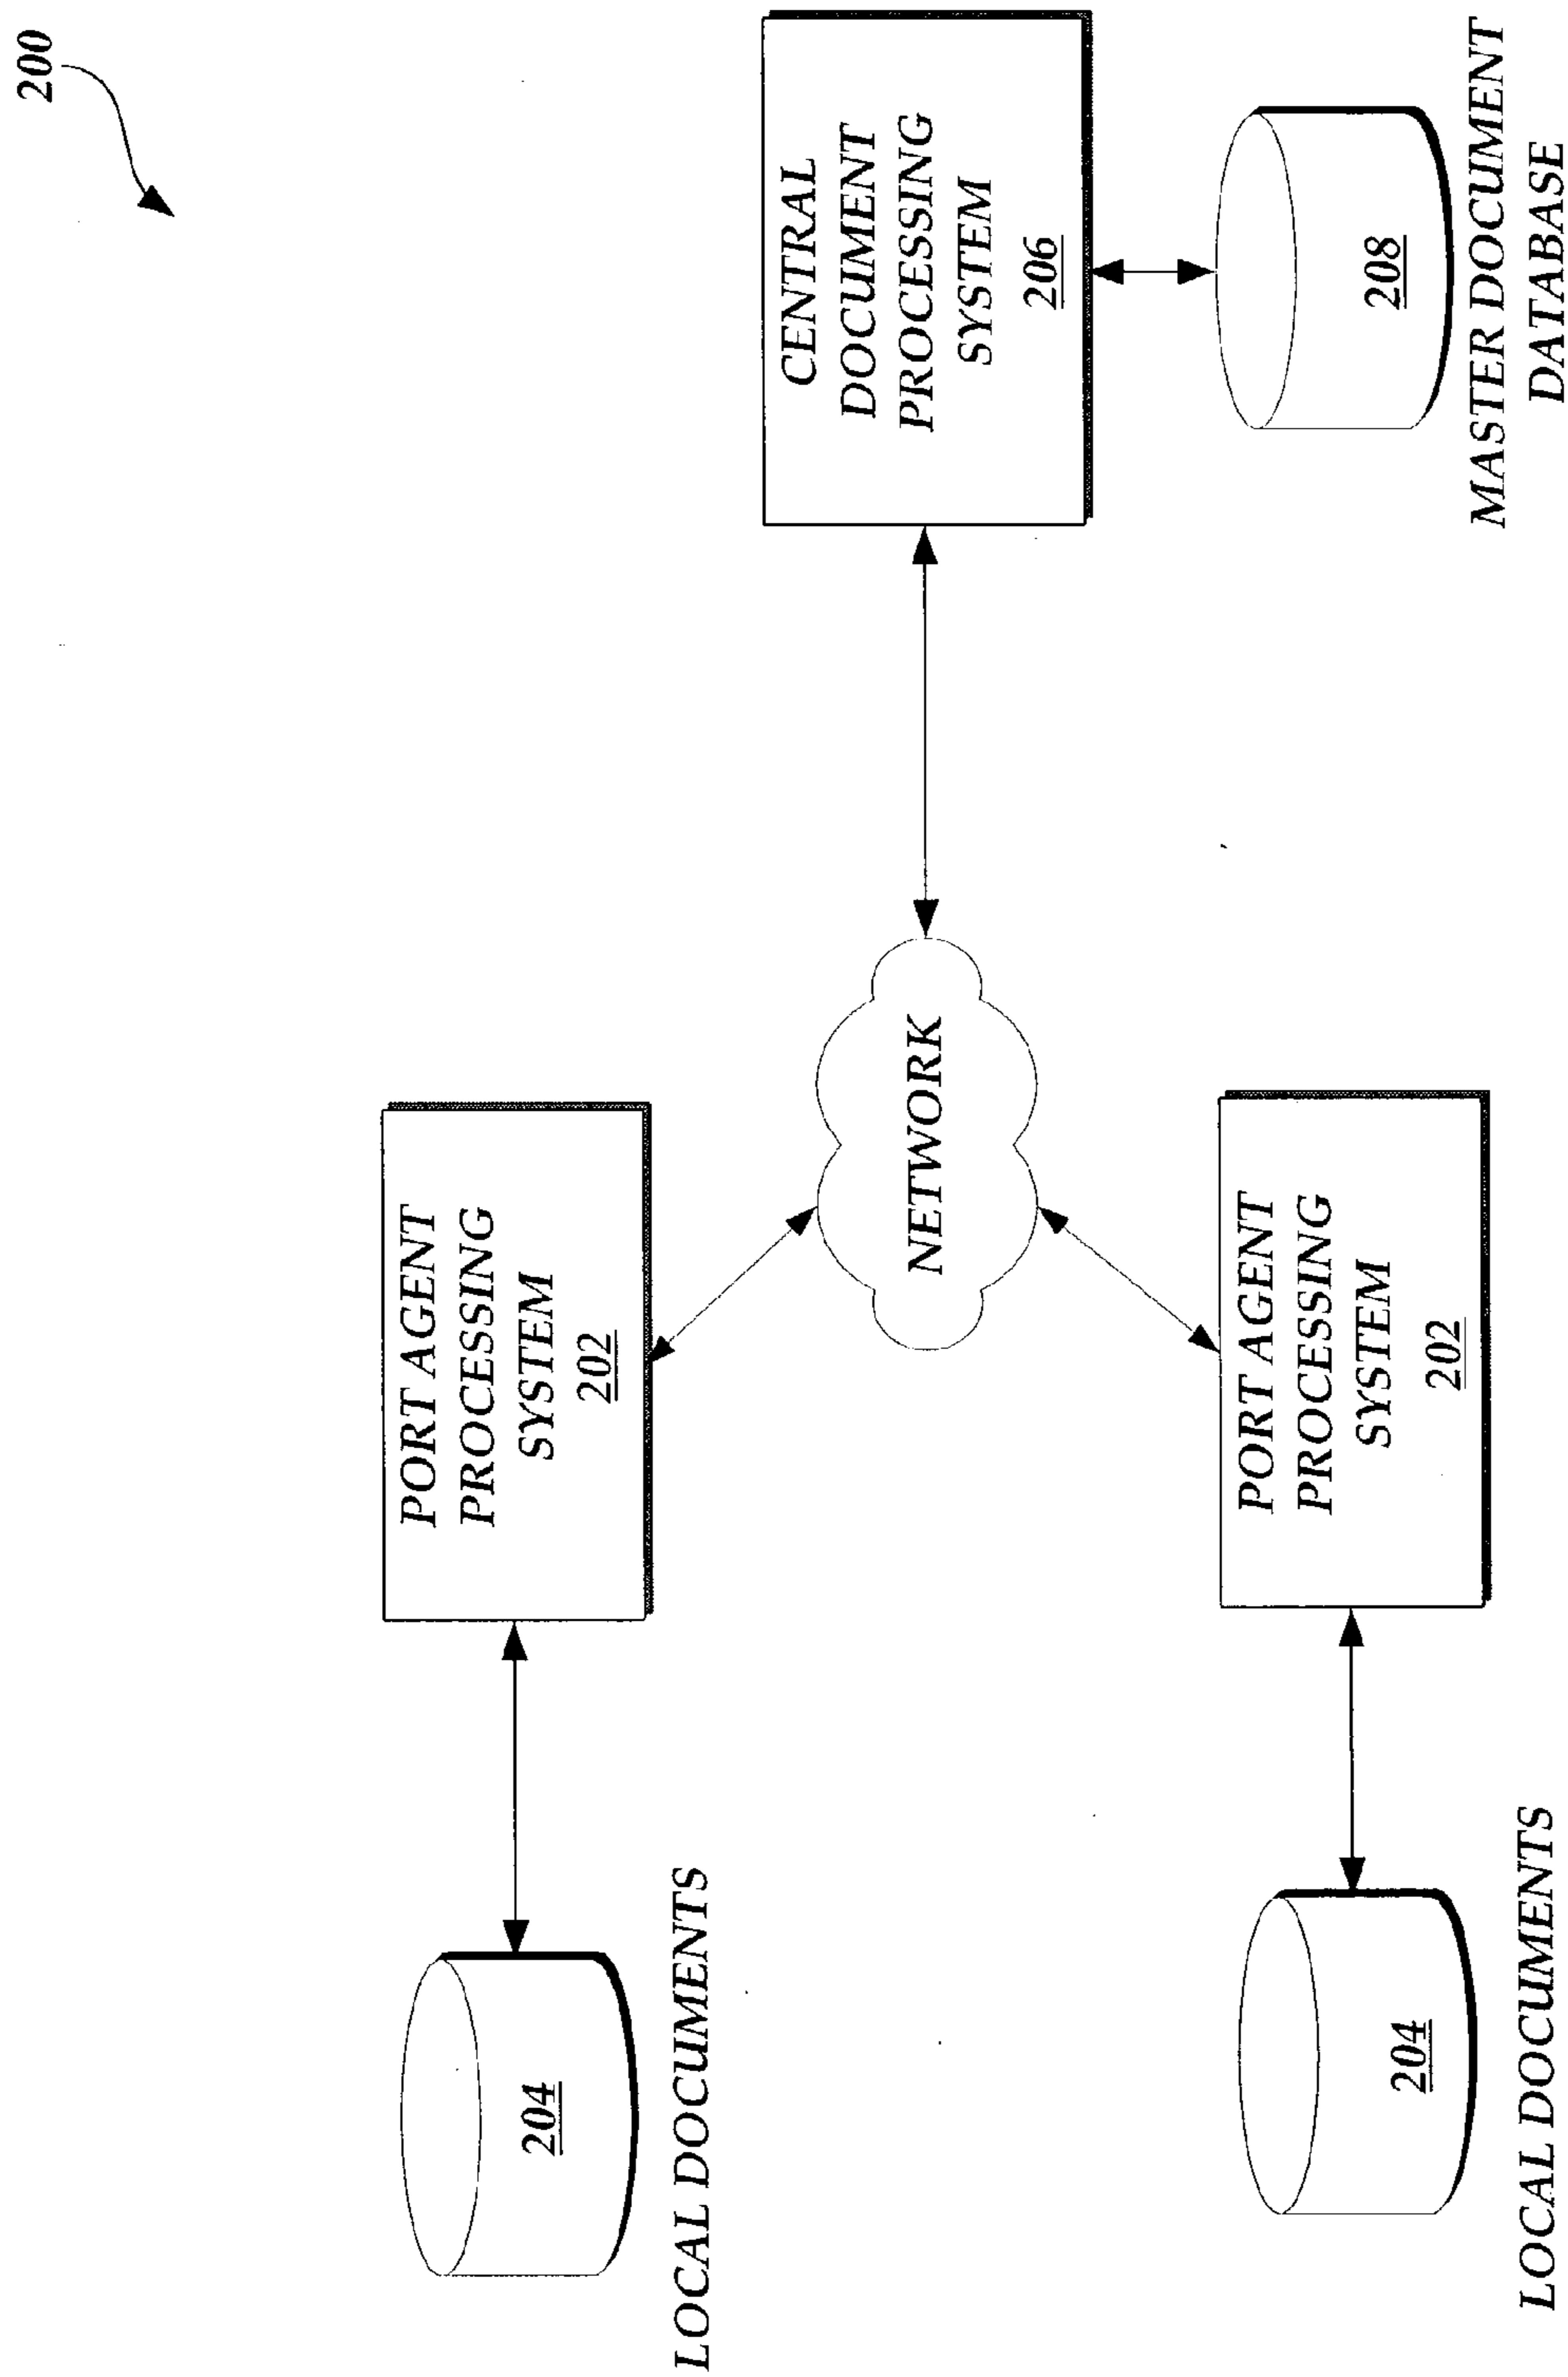 200
LOCAL DOCUMENTS
204
PORT AGENT
PROCESSING
SYSTEM
202
NETWORK
CENTRAL
DOCUMENT
PROCESSING
SYSTEM
206
208
MASTER DOCUMENT
DATABASE
PORT AGENT
PROCESSING
SYSTEM
202
204
LOCAL DOCUMENTS